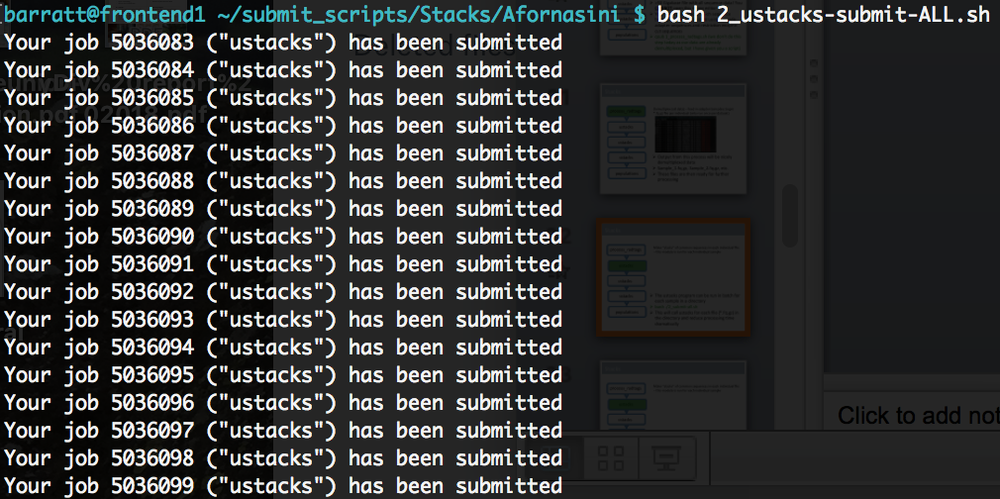 [barratt@frontend1 ~/submit_scripts/Stacks/Afornasini $ bash 2_ustacks-submit-ALL.sh
Your job 5036083 ("ustacks") has been submitted
Your job 5036084 ("ustacks") has been submitted
Your job 5036085 ("ustacks") has been submitted
Your job 5036086 ("ustacks") has been submitted
Your job 5036087 ("ustacks") has been submitted
Your job 5036088 ("ustacks") has been submitted
Your job 5036089 ("ustacks") has been submitted
Your job 5036090 ("ustacks") has been submitted
Your job 5036091 ("ustacks") has been submitted
Your job 5036092 ("ustacks") has been submitted
Your job 5036093 ("ustacks") has been submitted
Your job 5036094 ("ustacks") has been submitted
Your job 5036095 ("ustacks") has been submitted
Your job 5036096 ("ustacks") has been submitted
Your job 5036097 ("ustacks") has been submitted
Your job 5036098 ("ustacks") has been submitted
Your job 5036099 ("ustacks") has been submitted
Click to add not